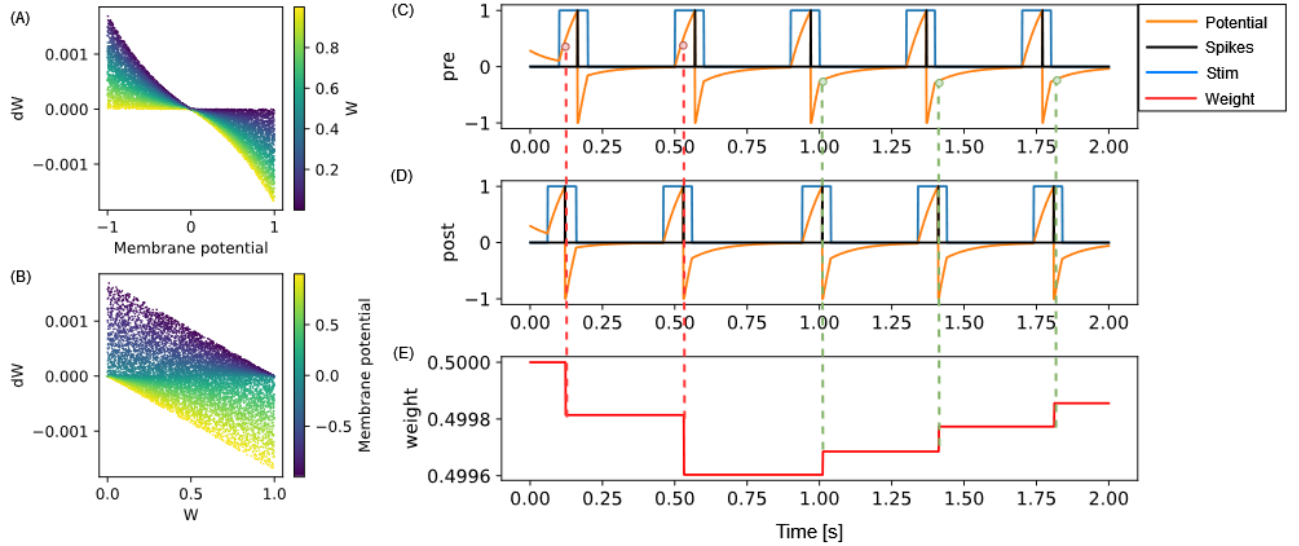 (A)
0.001
0.000
−0.001
dW
−1
0
1
Membrane potential
0.8
0.6
0.4
0.2
W
(B)
0.001
0.000
−0.001
dW
0.0
0.5
1.0
W
0.5
0.0
−0.5
Membrane potential
(C)
1
0
−1
pre
0.00 0.25 0.50 0.75 1.00 1.25 1.50 1.75 2.00
Potential
Spikes
Stim
Weight
(D)
1
0
−1
post
0.00 0.25 0.50 0.75 1.00 1.25 1.50 1.75 2.00
(E)
0.5000
0.4998
0.4996
weight
0.00 0.25 0.50 0.75 1.00 1.25 1.50 1.75 2.00
Time [s]